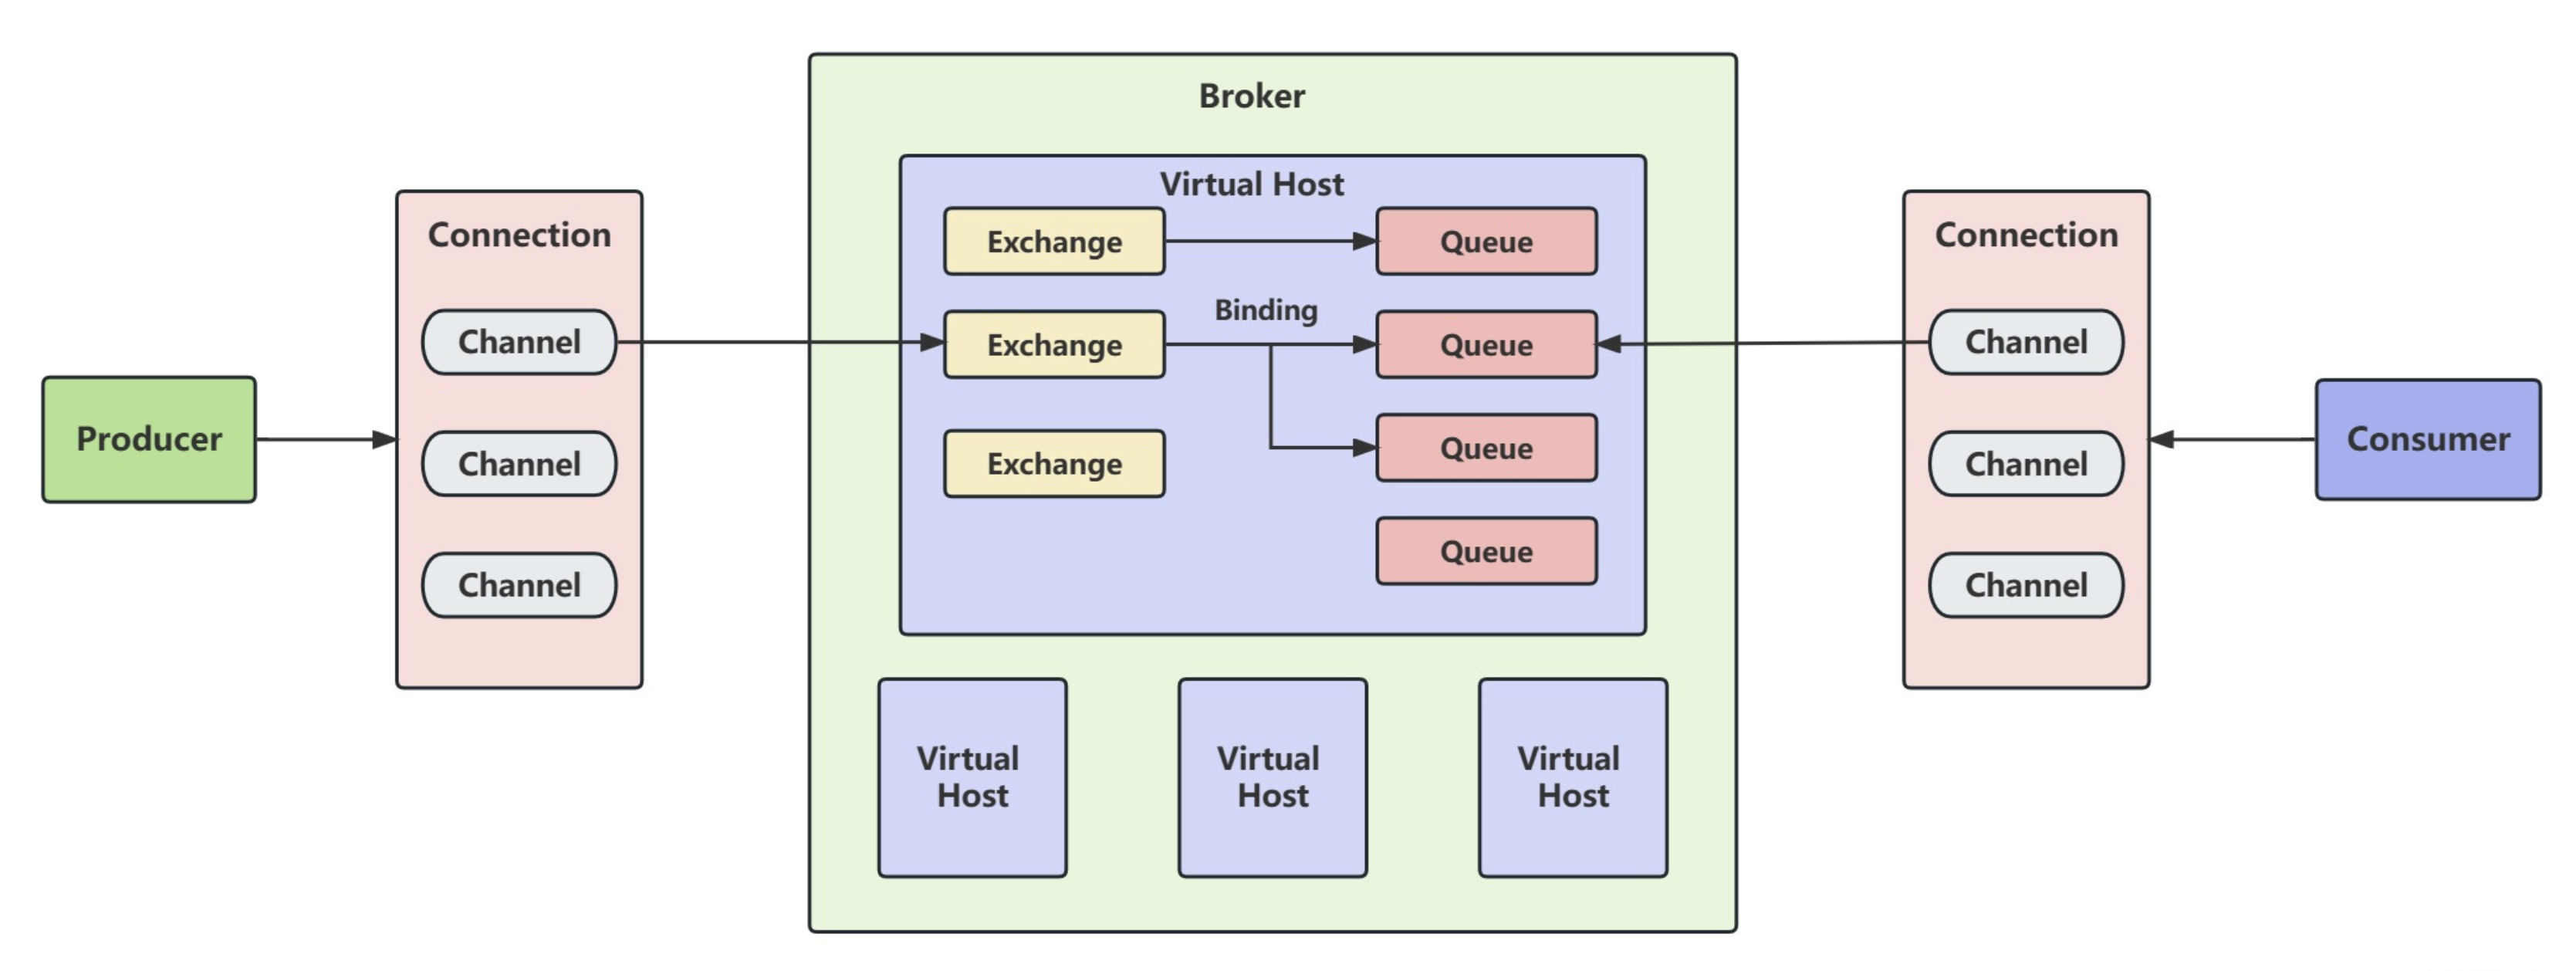 Broker
Virtual Host
Connection
Exchange
Queue
Connection
Binding
Channel
Exchange
Queue
Channel
Producer
Channel
Exchange
Queue
Channel
Consumer
Queue
Channel
Channel
Virtual
Host
Virtual
Host
Virtual
Host